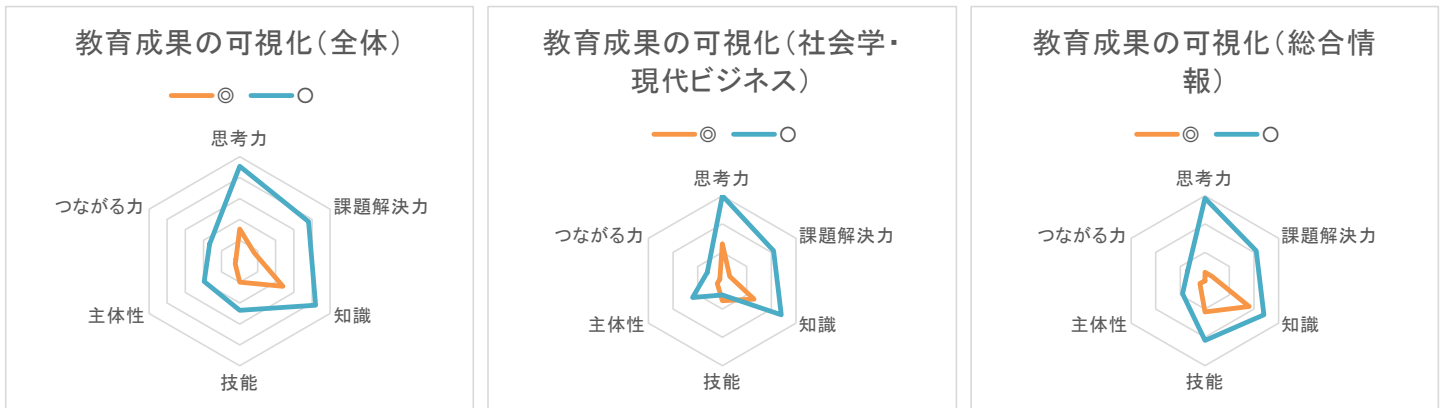 教育成果の可視化(全体)
◎ ○
思考力
課題解決力
知識
技能
主体性
つながる力
教育成果の可視化(社会学・
現代ビジネス)
◎ ○
思考力
課題解決力
知識
技能
主体性
つながる力
教育成果の可視化(総合情
報)
◎ ○
思考力
課題解決力
知識
技能
主体性
つながる力